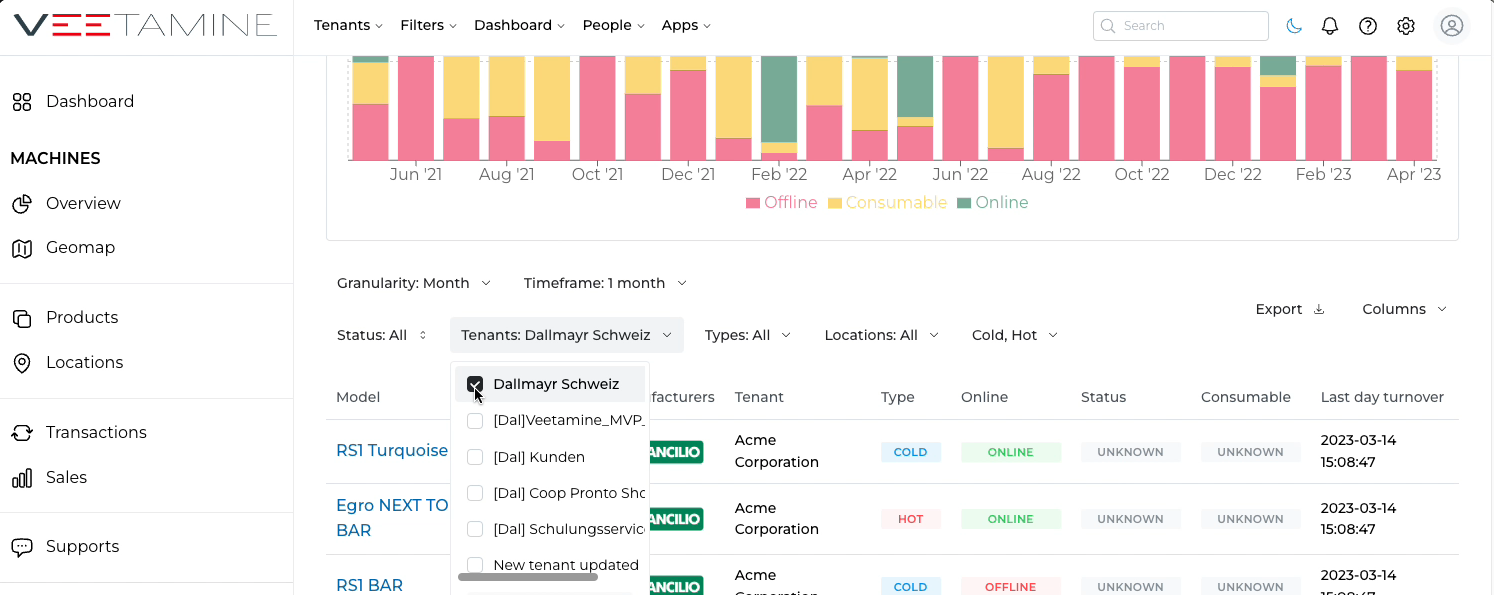 VEETAMINE
Tenants
Filters
Dashboard
People
Apps
Search
Dashboard
MACHINES
Overview
Geomap
Products
Locations
Transactions
Sales
Supports
Jun '21
Aug '21
Oct '21
Dec '21
Feb '22
Apr '22
Jun '22
Aug '22
Oct '22
Dec '22
Feb '23
Apr '23
Offline
Consumable
Online
Granularity: Month
Timeframe: 1 month
Export
Columns
Status: All
Tenants: Dallmayr Schweiz
Types: All
Locations: All
Cold, Hot
Dallmayr Schweiz
[Dal]Veetamine_MVP_
[Dal] Kunden
[Dal] Coop Pronto Sho
[Dal] Schulungsservic
New tenant updated
Model
facturers
Tenant
Type
Online
Status
Consumable
Last day turnover
RS1 Turquoise
ANCILIO
Acme
Corporation
COLD
ONLINE
UNKNOWN
UNKNOWN
2023-03-14
15:08:47
Egro NEXT TO
BAR
ANCILIO
Acme
Corporation
HOT
ONLINE
UNKNOWN
UNKNOWN
2023-03-14
15:08:47
RS1 BAR
ANCILIO
Acme
Corporation
COLD
OFFLINE
UNKNOWN
UNKNOWN
2023-03-14
15:08:47